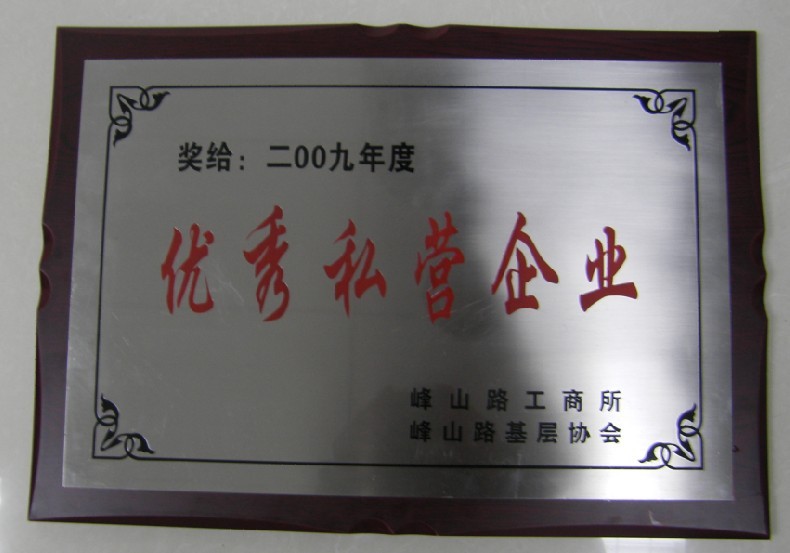 奖给：二00九年度
优秀私营企业
峰山路工商所
峰山路基层协会